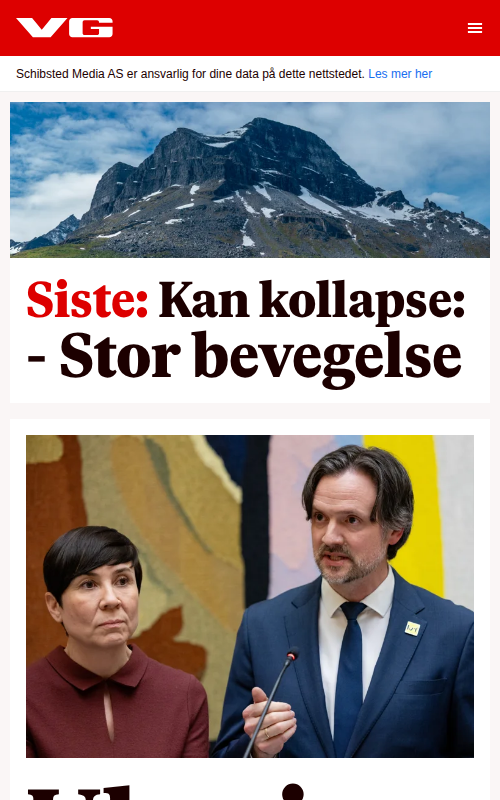 VG
Schibsted Media AS er ansvarlig for dine data på dette nettstedet. Les mer her
Siste: Kan kollapse:
- Stor bevegelse